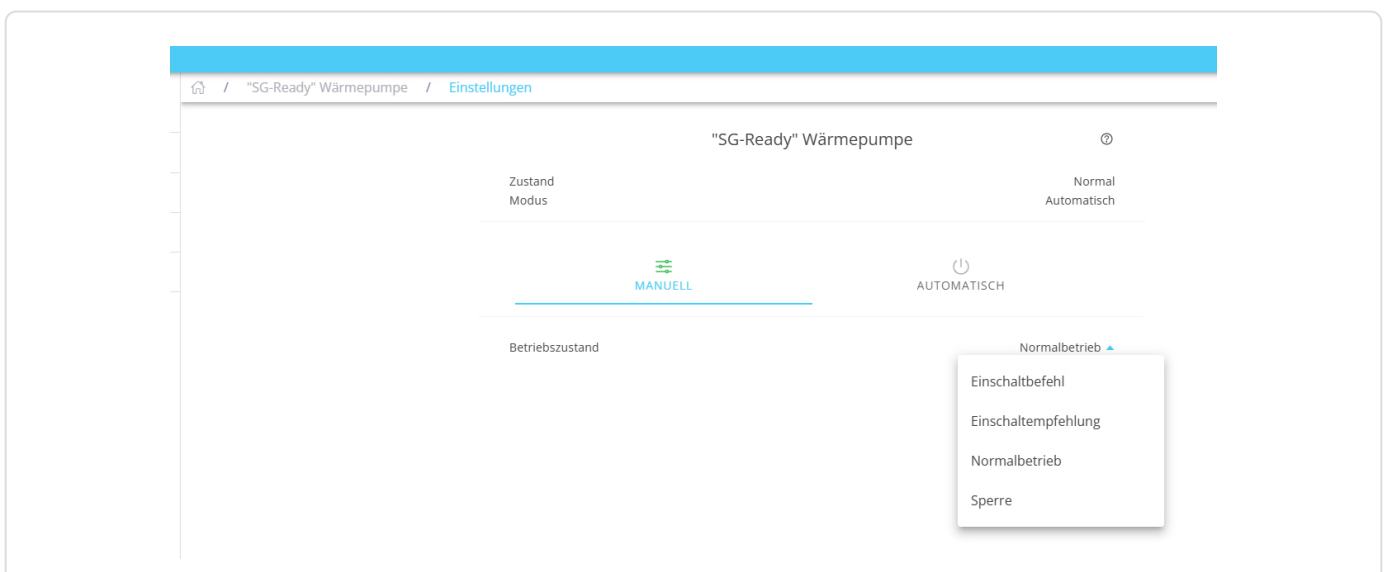 / "SG-Ready" Wärmepumpe / Einstellungen
"SG-Ready" Wärmepumpe
Zustand Normal
Modus Automatisch
MANUELL AUTOMATISCH
Betriebszustand Normalbetrieb
Einschaltbefehl
Einschaltempfehlung
Normalbetrieb
Sperre